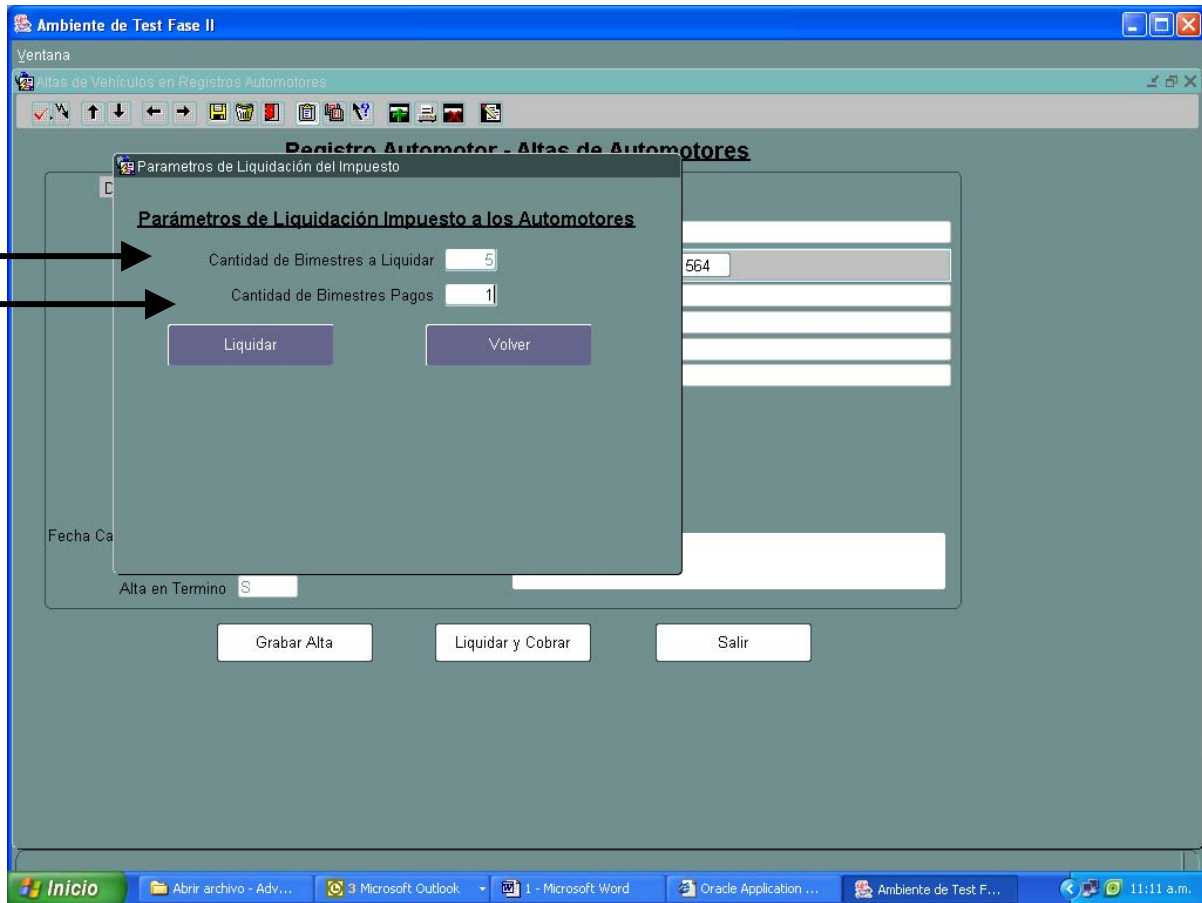 Ambiente de Test Fase II
Ventana
Altas de Vehículos en Registros Automotores
Registro Automotor - Altas de Automotores
Parametros de Liquidación del Impuesto
D
Parámetros de Liquidación Impuesto a los Automotores
Cantidad de Bimestres a Liquidar 5
564
Cantidad de Bimestres Pagos 1
Liquidar Volver
Fecha Ca
Alta en Termino S
Grabar Alta Liquidar y Cobrar Salir
Inicio Abrir archivo - Adv... 3 Microsoft Outlook 1 - Microsoft Word Oracle Application ... Ambiente de Test F... 11:11 a.m.